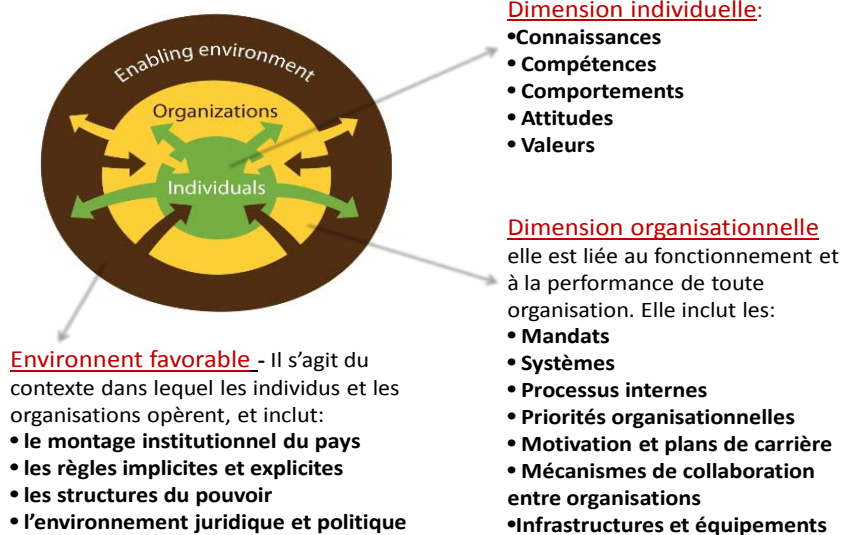 Enabling environment
Organizations
Individuals
Dimension individuelle:
•Connaissances
• Compétences
• Comportements
• Attitudes
• Valeurs
Dimension organisationnelle
elle est liée au fonctionnement et
à la performance de toute
organisation. Elle inclut les:
• Mandats
• Systèmes
• Processus internes
• Priorités organisationnelles
• Motivation et plans de carrière
• Mécanismes de collaboration
entre organisations
•Infrastructures et équipements
Environnent favorable - Il s’agit du
contexte dans lequel les individus et les
organisations opèrent, et inclut:
• le montage institutionnel du pays
• les règles implicites et explicites
• les structures du pouvoir
• l’environnement juridique et politique